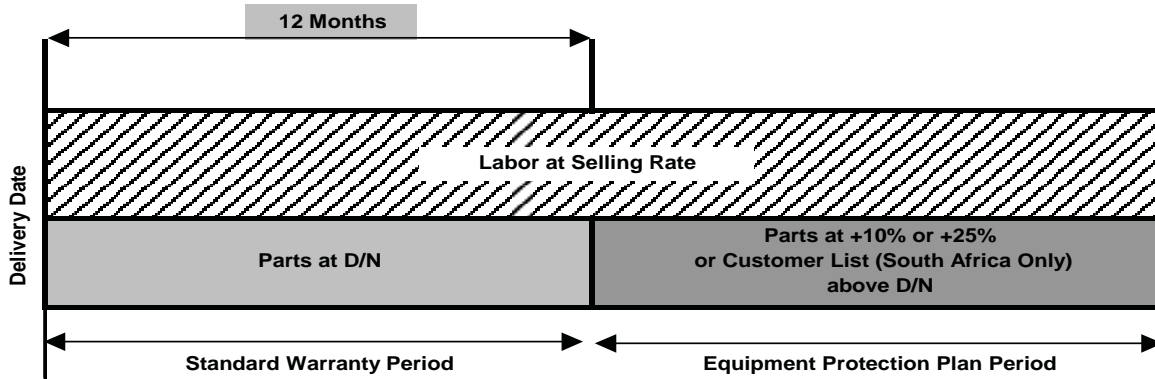 12 Months
Delivery Date
Labor at Selling Rate
Parts at D/N
Parts at +10% or +25%
or Customer List (South Africa Only)
above D/N
Standard Warranty Period
Equipment Protection Plan Period